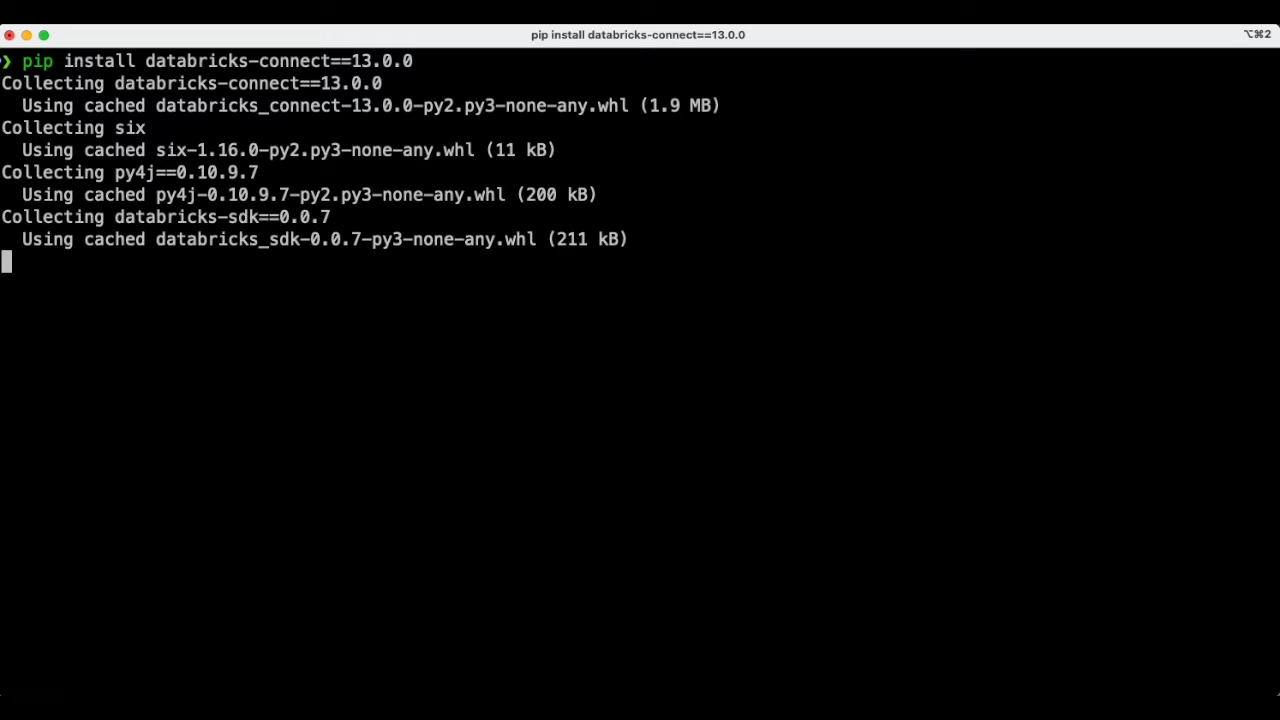 pip install databricks-connect==13.0.0
⌥⌘2
❯ pip install databricks-connect==13.0.0
Collecting databricks-connect==13.0.0
  Using cached databricks_connect-13.0.0-py2.py3-none-any.whl (1.9 MB)
Collecting six
  Using cached six-1.16.0-py2.py3-none-any.whl (11 kB)
Collecting py4j==0.10.9.7
  Using cached py4j-0.10.9.7-py2.py3-none-any.whl (200 kB)
Collecting databricks-sdk==0.0.7
  Using cached databricks_sdk-0.0.7-py3-none-any.whl (211 kB)